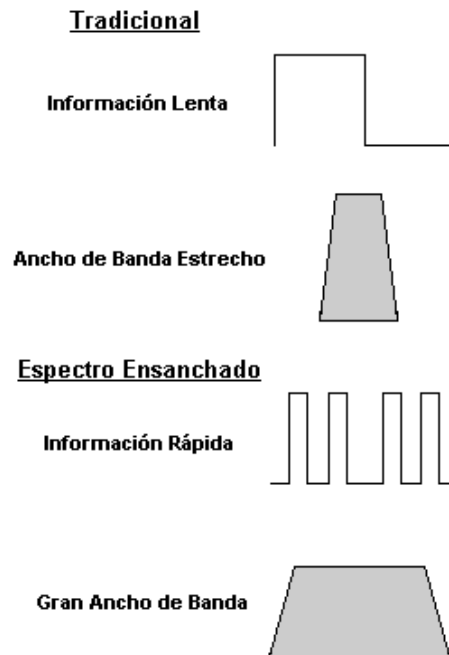 Tradicional
Información Lenta
Ancho de Banda Estrecho
Espectro Ensanchado
Información Rápida
Gran Ancho de Banda